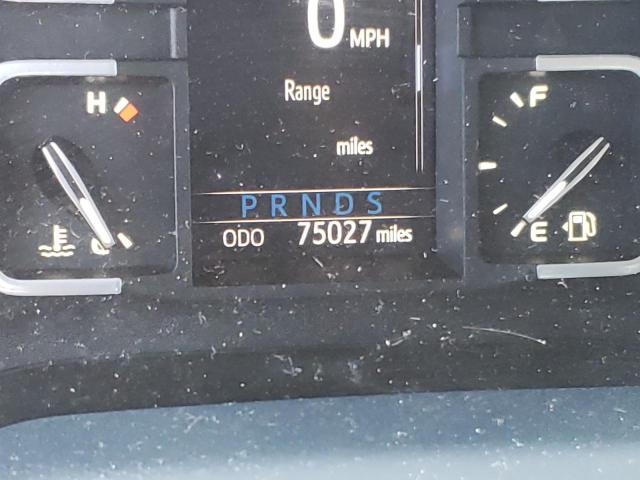 0 MPH
H
F
Range
miles
P R N D S
C
E
ODO 75027 miles